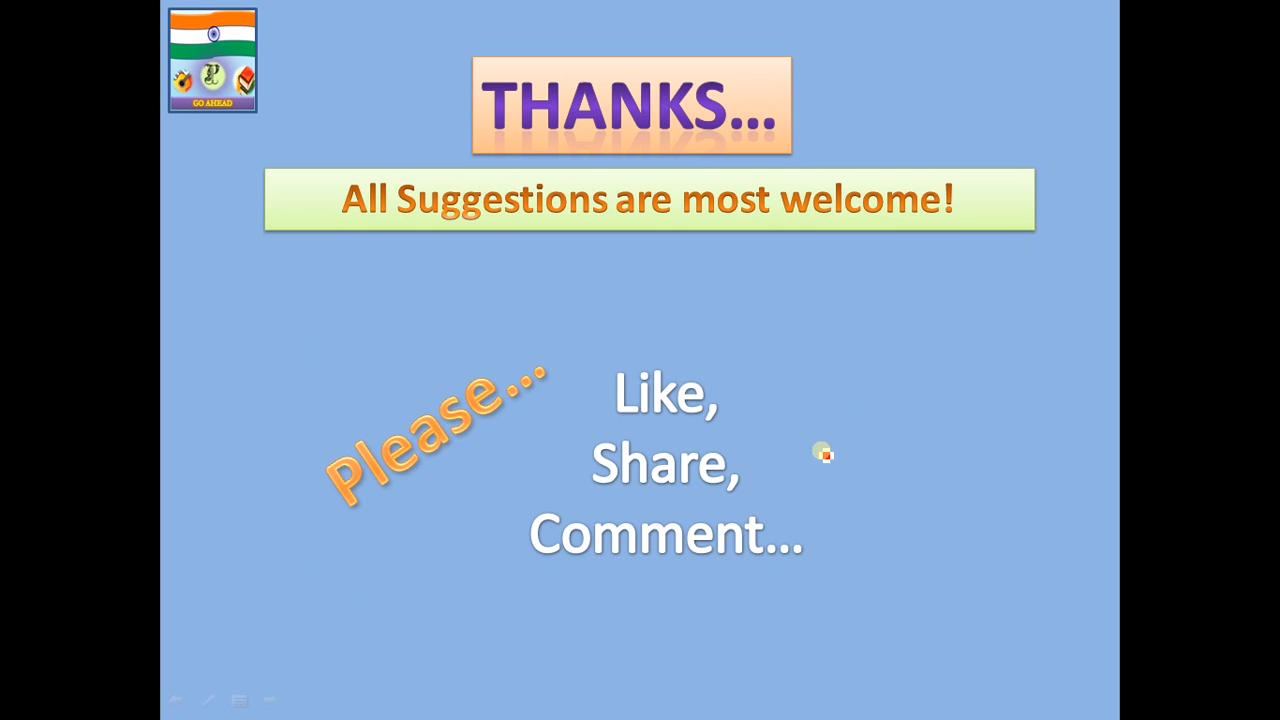 GO AHEAD
THANKS...
All Suggestions are most welcome!
Please...
Like,
Share,
Comment...